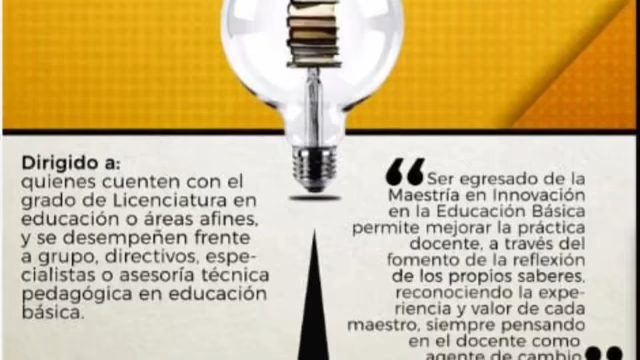 Dirigido a:
quienes cuenten con el
grado de Licenciatura en
educación o áreas afines,
y se desempeñen frente
a grupo, directivos, espe-
cialistas o asesoría técnica
pedagógica en educación
básica.
“Ser egresado de la
Maestría en Innovación
en la Educación Básica
permite mejorar la práctica
docente, a través del
fomento de la reflexión
de los propios saberes,
reconociendo la expe-
riencia y valor de cada
maestro, siempre pensando
en el docente como
agente de cambio”